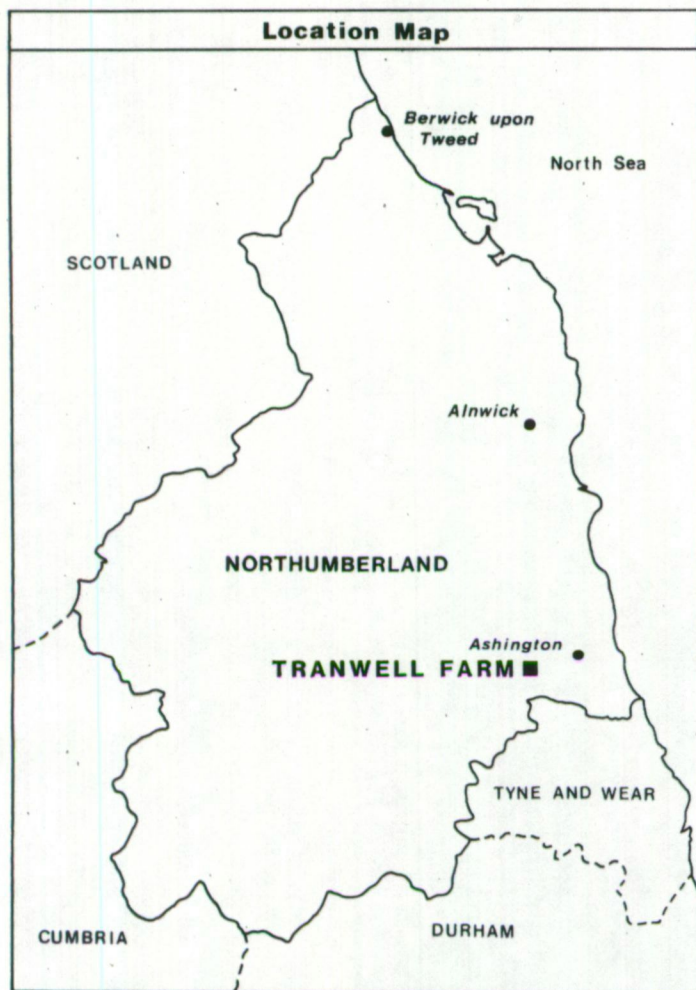 Location Map
Berwick upon
Tweed
North Sea
SCOTLAND
Alnwick
NORTHUMBERLAND
Ashington
TRANWELL FARM
TYNE AND WEAR
CUMBRIA
DURHAM